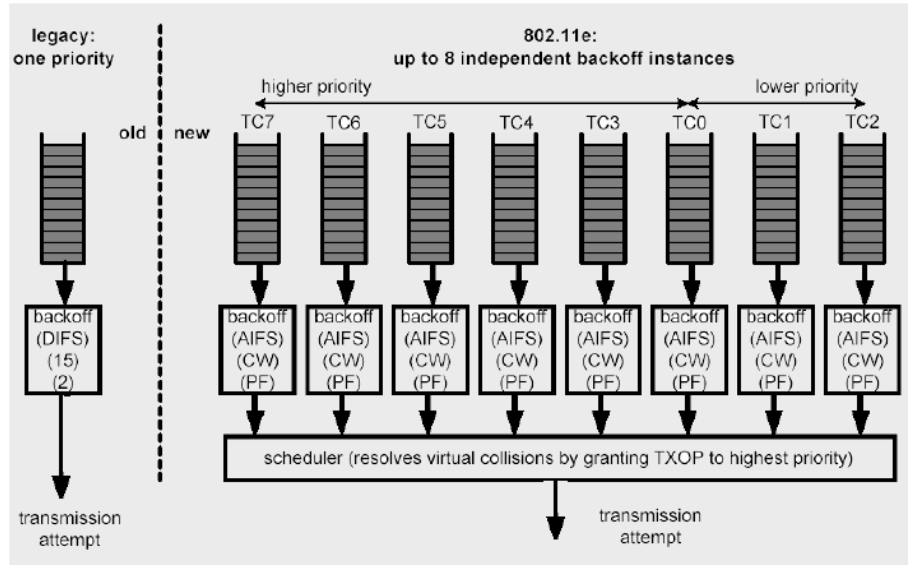 legacy:
one priority
802.11e:
up to 8 independent backoff instances
higher priority
lower priority
old
new
TC7
TC6
TC5
TC4
TC3
TC0
TC1
TC2
backoff
(DIFS)
(15)
(2)
backoff
(AIFS)
(CW)
(PF)
backoff
(AIFS)
(CW)
(PF)
backoff
(AIFS)
(CW)
(PF)
backoff
(AIFS)
(CW)
(PF)
backoff
(AIFS)
(CW)
(PF)
backoff
(AIFS)
(CW)
(PF)
backoff
(AIFS)
(CW)
(PF)
backoff
(AIFS)
(CW)
(PF)
scheduler (resolves virtual collisions by granting TXOP to highest priority)
transmission
attempt
transmission
attempt